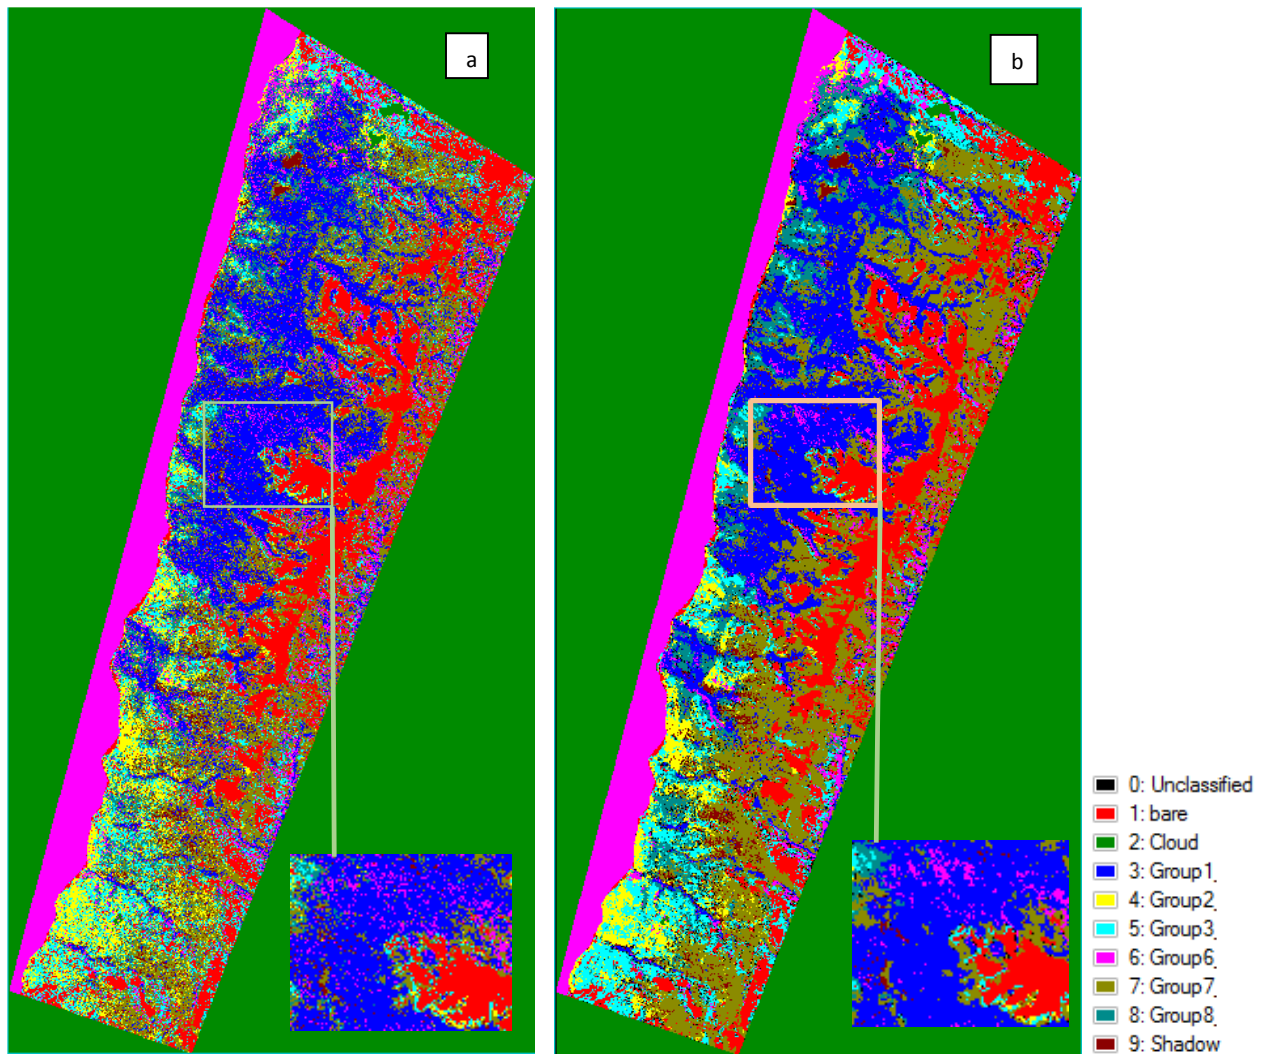 a
b
0: Unclassified
1: bare
2: Cloud
3: Group1
4: Group2
5: Group3
6: Group6
7: Group7
8: Group8
9: Shadow